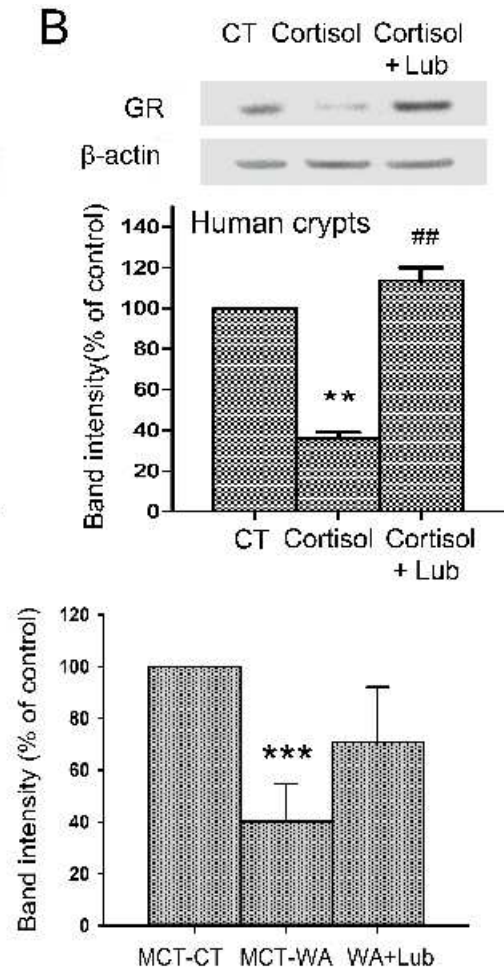 B
CT Cortisol Cortisol
+ Lub
GR
β-actin
Human crypts
##
**
Band intensity(% of control)
140
120
100
80
60
40
20
0
CT Cortisol Cortisol
+ Lub
Band intensity (% of control)
120
100
80
60
40
20
0
***
MCT-CT MCT-WA WA+Lub